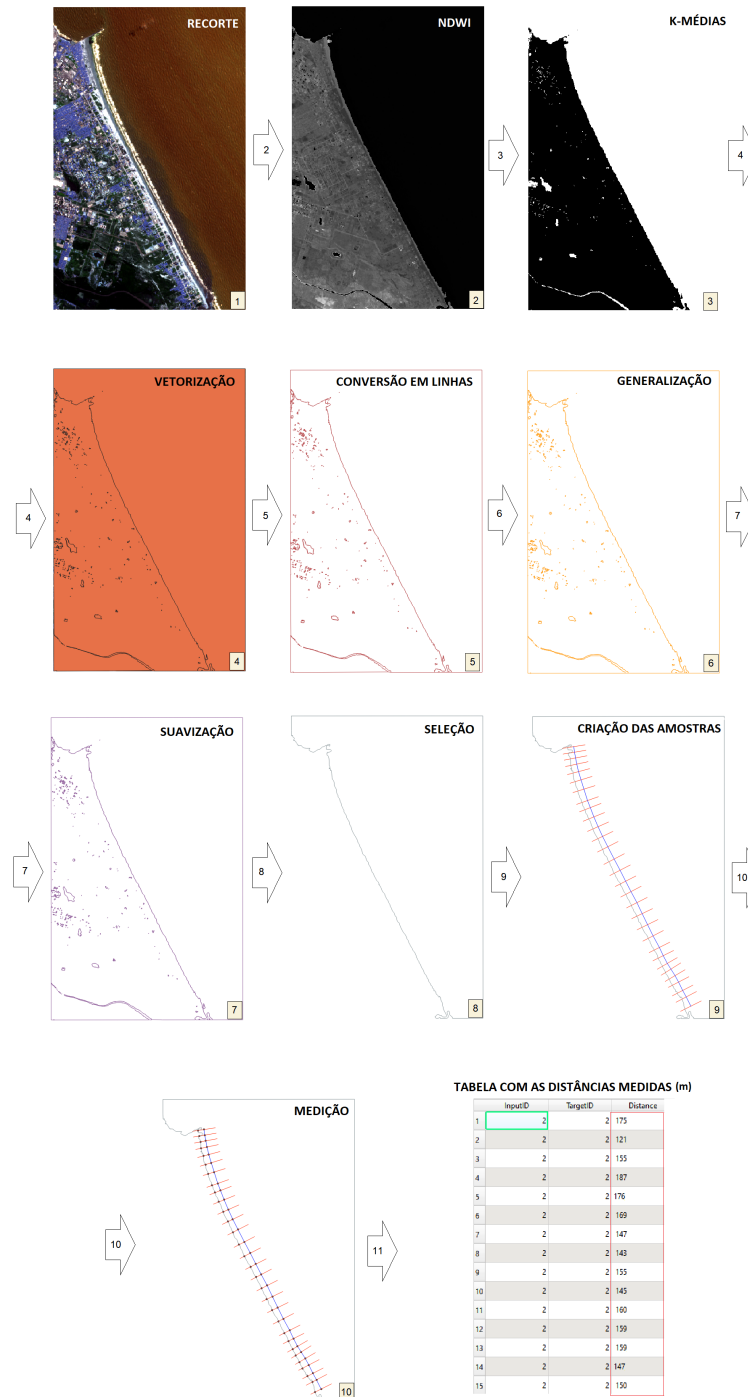 RECORTE
1
2
NDWI
2
3
K-MÉDIAS
3
4
4
VETORIZAÇÃO
4
5
CONVERSÃO EM LINHAS
5
6
GENERALIZAÇÃO
6
7
7
SUAVIZAÇÃO
7
8
SELEÇÃO
8
9
CRIAÇÃO DAS AMOSTRAS
9
10
10
MEDIÇÃO
10
11
TABELA COM AS DISTÂNCIAS MEDIDAS (m)
InputID TargetID Distance
1 2 2 175
2 2 2 121
3 2 2 155
4 2 2 187
5 2 2 176
6 2 2 169
7 2 2 147
8 2 2 143
9 2 2 155
10 2 2 145
11 2 2 160
12 2 2 159
13 2 2 159
14 2 2 147
15 2 2 150